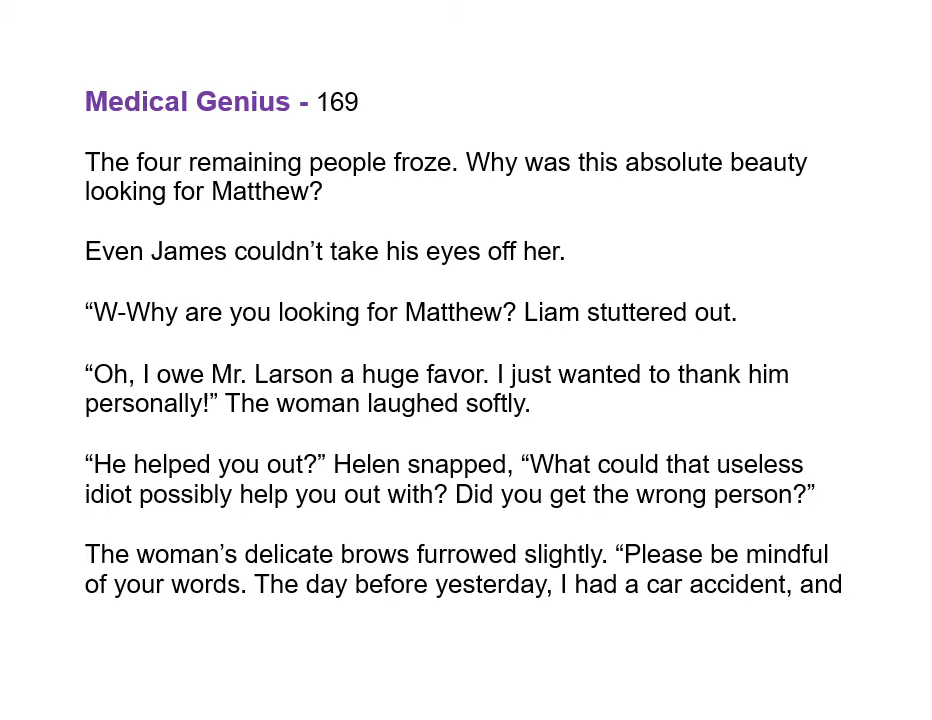 Medical Genius - 169
The four remaining people froze. Why was this absolute beauty
looking for Matthew?
Even James couldn’t take his eyes off her.
“W-Why are you looking for Matthew? Liam stuttered out.
“Oh, I owe Mr. Larson a huge favor. I just wanted to thank him
personally!” The woman laughed softly.
“He helped you out?” Helen snapped, “What could that useless
idiot possibly help you out with? Did you get the wrong person?”
The woman’s delicate brows furrowed slightly. “Please be mindful
of your words. The day before yesterday, I had a car accident, and